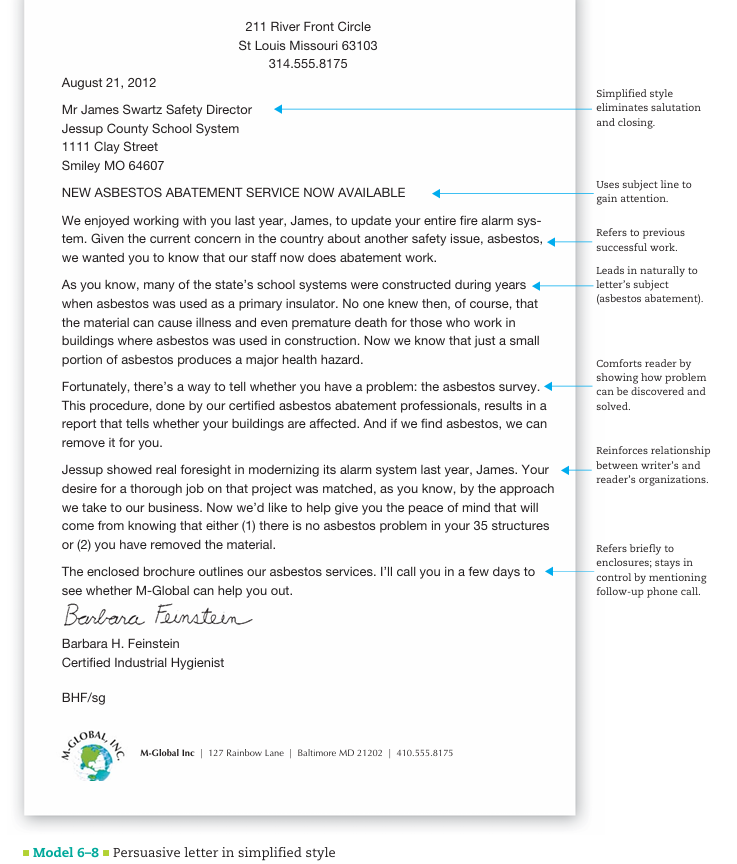 211 River Front Circle
St Louis Missouri 63103
314.555.8175
August 21, 2012
Mr James Swartz Safety Director
Jessup County School System
1111 Clay Street
Smiley MO 64607
NEW ASBESTOS ABATEMENT SERVICE NOW AVAILABLE
We enjoyed working with you last year, James, to update your entire fire alarm sys-
tem. Given the current concern in the country about another safety issue, asbestos,
we wanted you to know that our staff now does abatement work.
As you know, many of the state's school systems were constructed during years
when asbestos was used as a primary insulator. No one knew then, of course, that
the material can cause illness and even premature death for those who work in
buildings where asbestos was used in construction. Now we know that just a small
portion of asbestos produces a major health hazard.
Fortunately, there's a way to tell whether you have a problem: the asbestos survey.
This procedure, done by our certified asbestos abatement professionals, results in a
report that tells whether your buildings are affected. And if we find asbestos, we can
remove it for you.
Jessup showed real foresight in modernizing its alarm system last year, James. Your
desire for a thorough job on that project was matched, as you know, by the approach
we take to our business. Now we'd like to help give you the peace of mind that will
come from knowing that either (1) there is no asbestos problem in your 35 structures
or (2) you have removed the material.
The enclosed brochure outlines our asbestos services. I'll call you in a few days to
see whether M-Global can help you out.
Barbara Feinstein
Barbara H. Feinstein
Certified Industrial Hygienist
BHF/sg
M-GLOBAL, INC.
M-Global Inc | 127 Rainbow Lane | Baltimore MD 21202 | 410.555.8175
Simplified style
eliminates salutation
and closing.
Uses subject line to
gain attention.
Refers to previous
successful work.
Leads in naturally to
letter's subject
(asbestos abatement).
Comforts reader by
showing how problem
can be discovered and
solved.
Reinforces relationship
between writer's and
reader's organizations.
Refers briefly to
enclosures; stays in
control by mentioning
follow-up phone call.
Model 6–8 Persuasive letter in simplified style